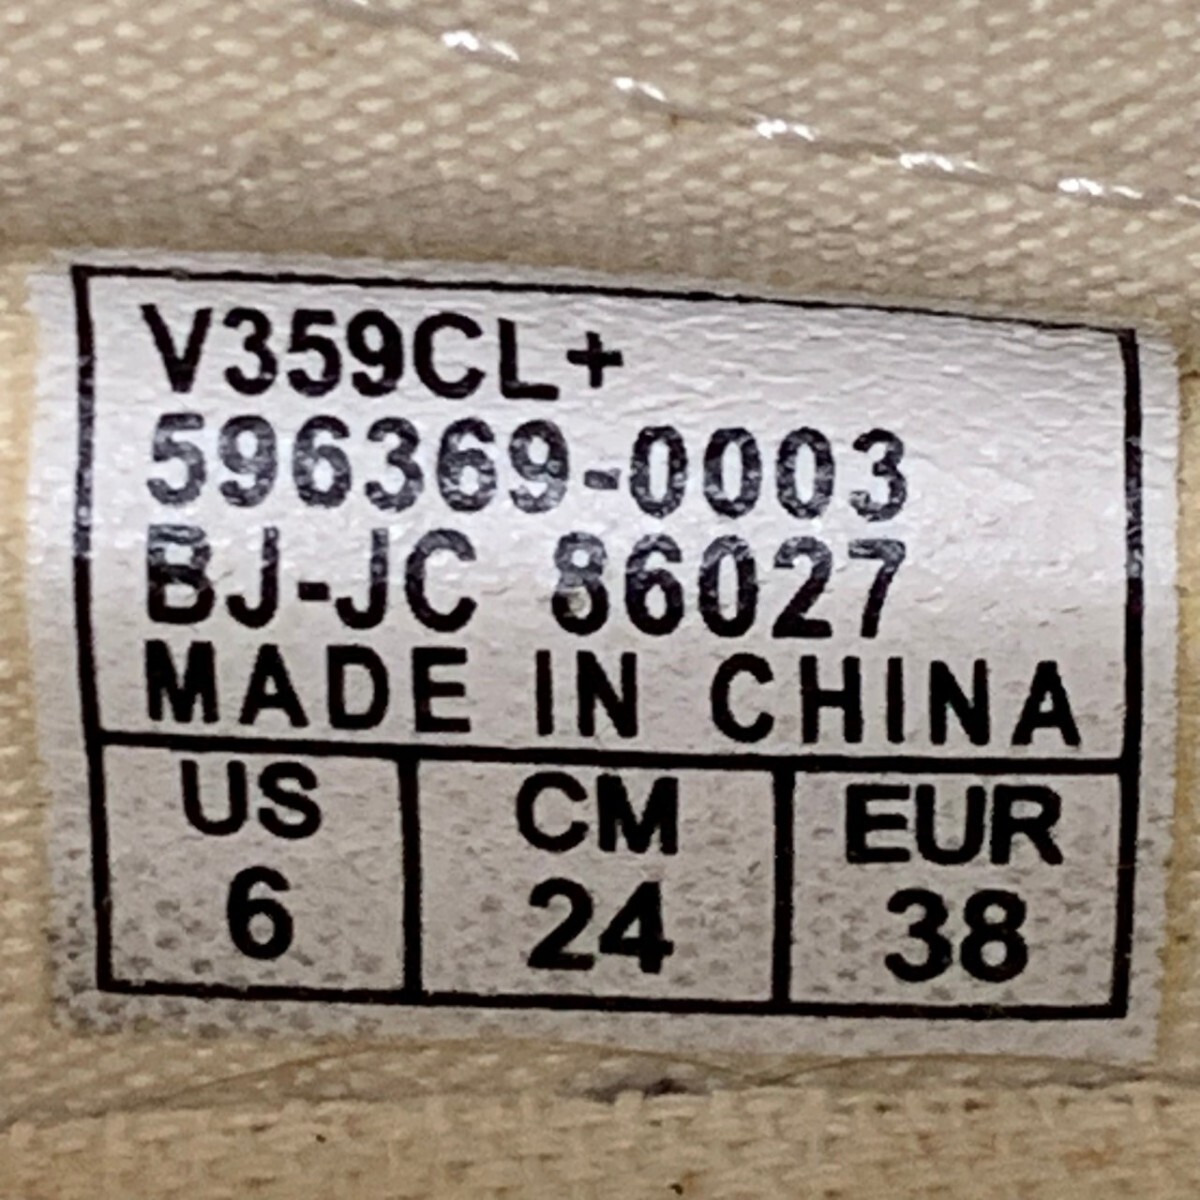 V359CL+
596369-0003
BJ-JC 86027
MADE IN CHINA
US CM EUR
6 24 38